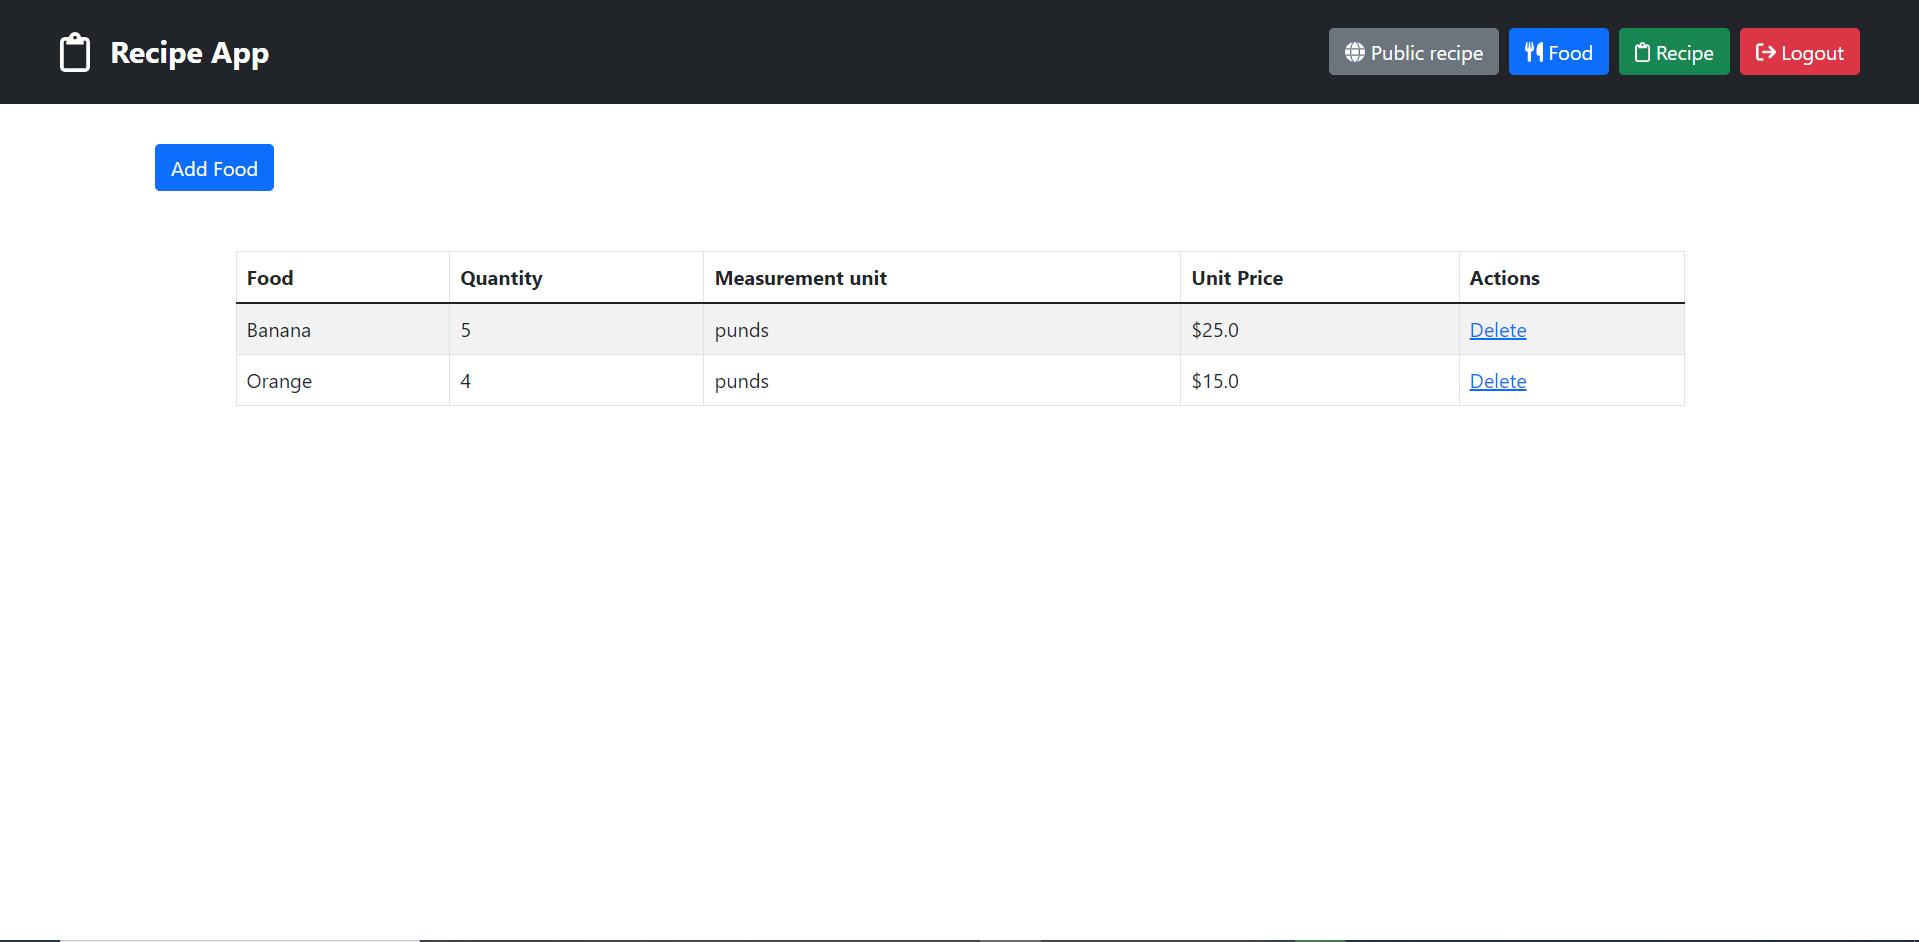 Recipe App
Public recipe Food Recipe Logout
Add Food
Food Quantity Measurement unit Unit Price Actions
Banana 5 punds $25.0 Delete
Orange 4 punds $15.0 Delete